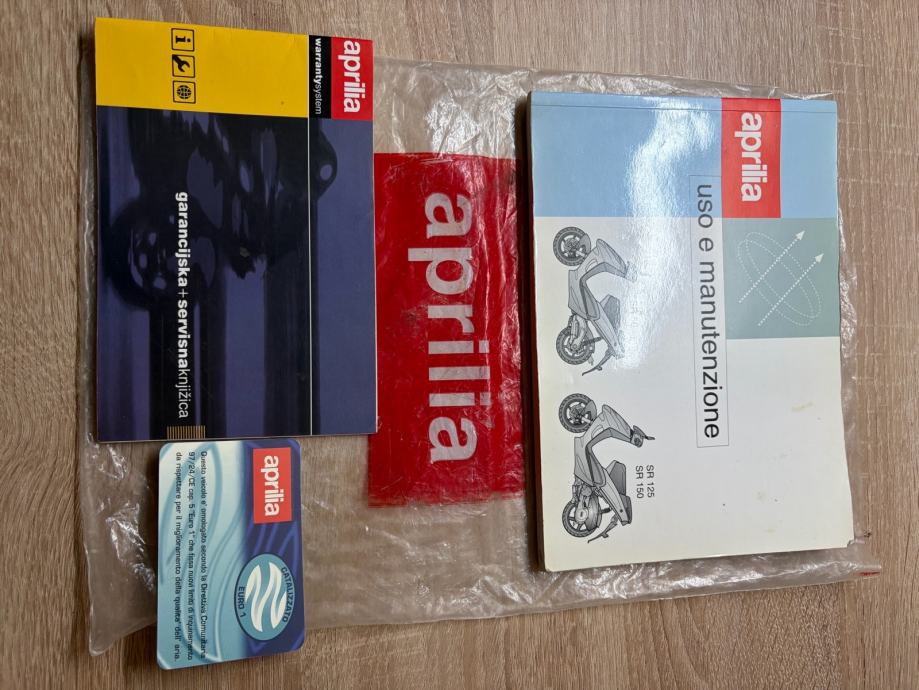 aprilia
warrantysystem
garancijska+servisnaknjižica
aprilia
aprilia
uso e manutenzione
SR 125
SR 150
aprilia
CATALIZZATO
EURO 1
Questo veicolo e' omologato secondo la Direttiva Comunitaria
97/24/CE cap. 5 "Euro 1" che fissa nuovi limiti di inquinamento
da rispettare per il miglioramento della qualita' dell' aria.